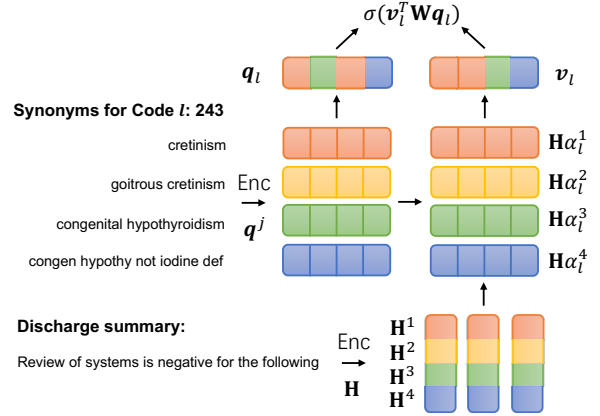 σ(𝒗_l^T 𝐖𝒒_l)
𝒒_l
𝒗_l
Synonyms for Code l: 243
cretinism
𝐇α_l^1
goitrous cretinism
Enc
𝐇α_l^2
congenital hypothyroidism
𝒒^j
𝐇α_l^3
congen hypothy not iodine def
𝐇α_l^4
Discharge summary:
Enc
𝐇^1
Review of systems is negative for the following
𝐇^2
𝐇
𝐇^3
𝐇^4